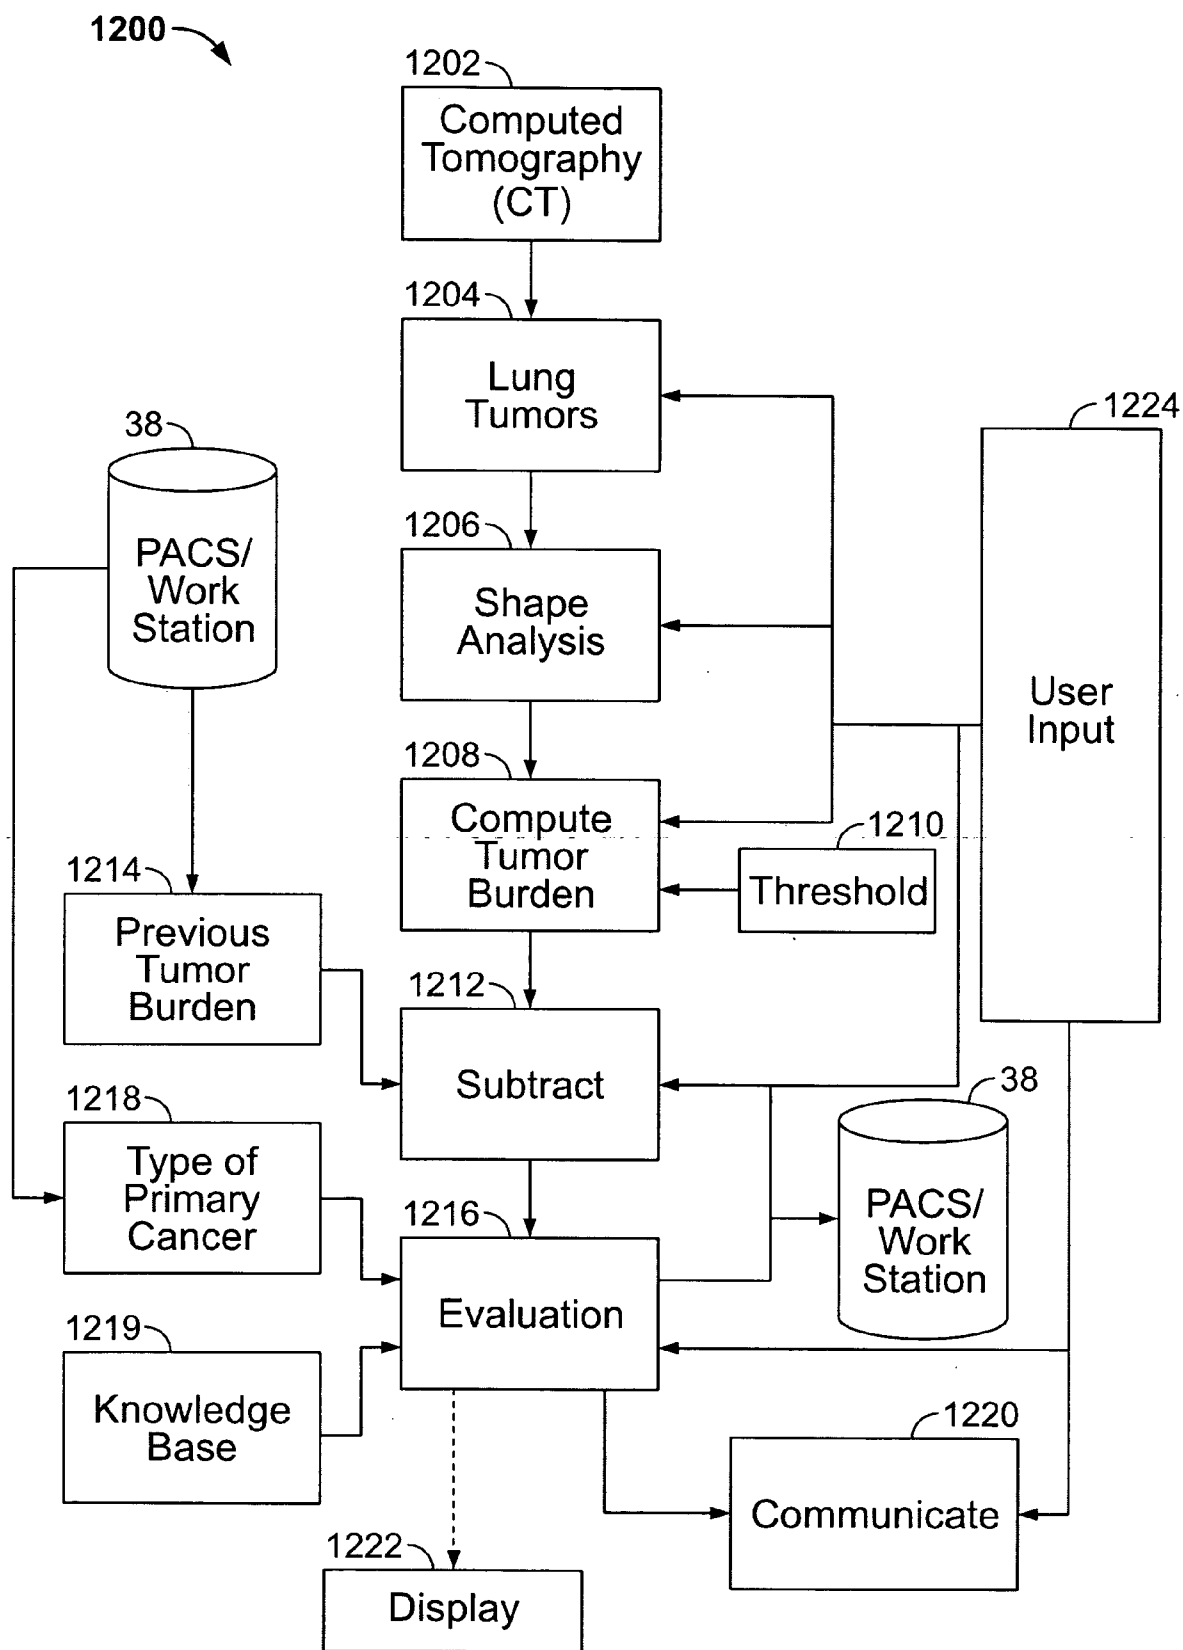 1200
1202
Computed
Tomography
(CT)
1204
Lung
Tumors
38
PACS/
Work
Station
1206
Shape
Analysis
1224
User
Input
1208
Compute
Tumor
Burden
1210
Threshold
1214
Previous
Tumor
Burden
1212
Subtract
38
PACS/
Work
Station
1218
Type of
Primary
Cancer
1216
Evaluation
1219
Knowledge
Base
1220
Communicate
1222
Display